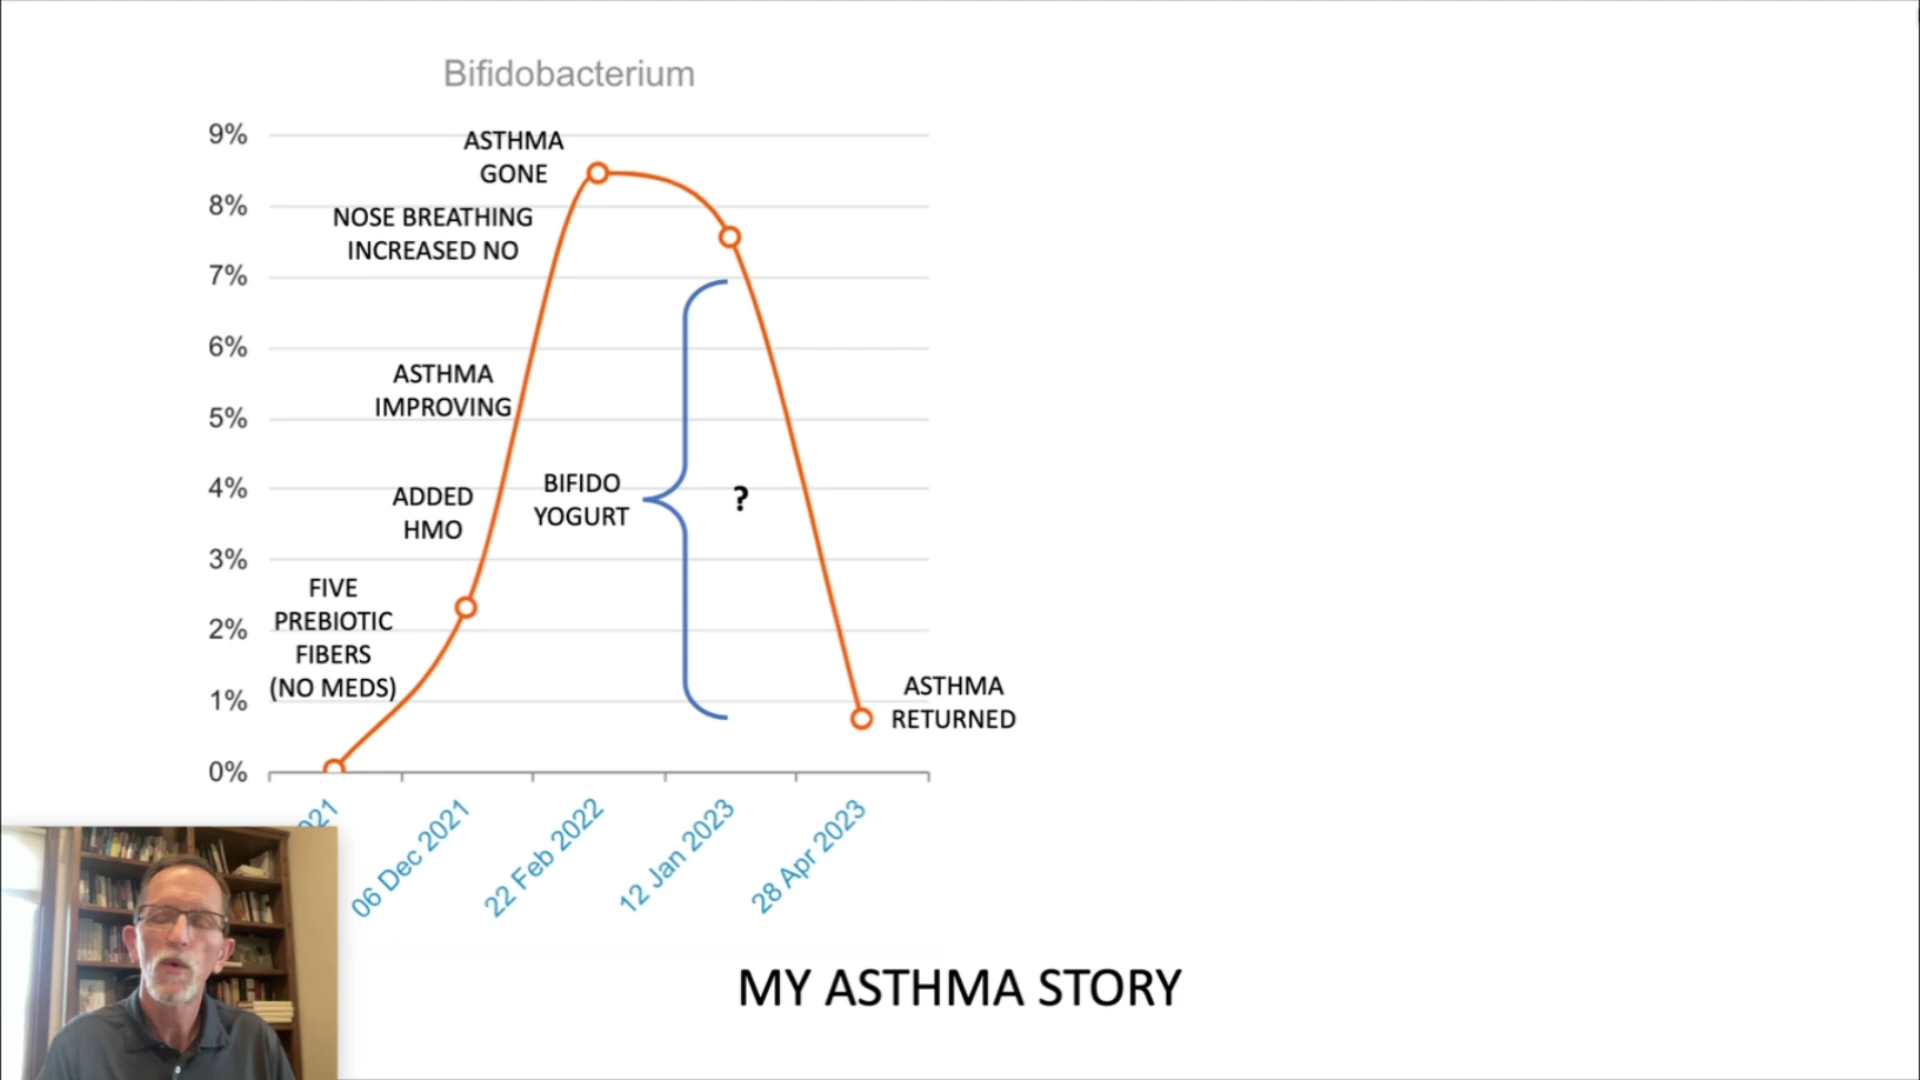 Bifidobacterium
9%
8%
7%
6%
5%
4%
3%
2%
1%
0%
ASTHMA
GONE
NOSE BREATHING
INCREASED NO
ASTHMA
IMPROVING
ADDED
HMO
BIFIDO
YOGURT
?
FIVE
PREBIOTIC
FIBERS
(NO MEDS)
ASTHMA
RETURNED
06 Dec 2021
22 Feb 2022
12 Jan 2023
28 Apr 2023
MY ASTHMA STORY